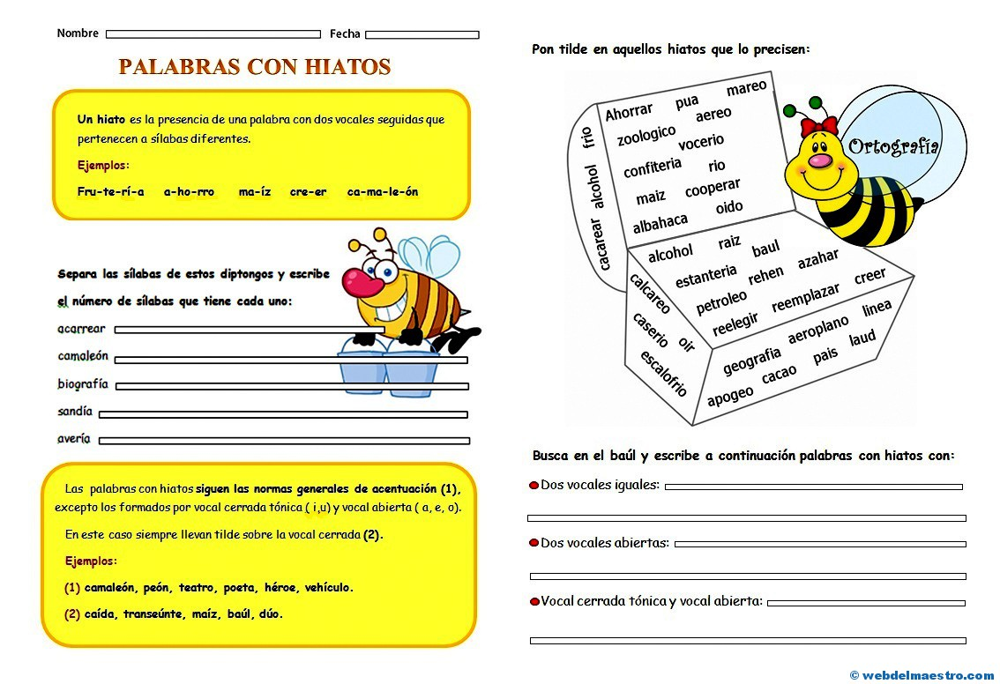 Nombre Fecha
PALABRAS CON HIATOS
Un hiato es la presencia de una palabra con dos vocales seguidas que
pertenecen a sílabas diferentes.
Ejemplos:
Fru-te-rí-a a-ho-rro ma-íz cre-er ca-ma-le-ón
Separa las sílabas de estos diptongos y escribe
el número de sílabas que tiene cada uno:
acarrear
camaleón
biografía
sandía
avería
Las palabras con hiatos siguen las normas generales de acentuación (1),
excepto los formados por vocal cerrada tónica ( i,u) y vocal abierta ( a, e, o).
En este caso siempre llevan tilde sobre la vocal cerrada (2).
Ejemplos:
(1) camaleón, peón, teatro, poeta, héroe, vehículo.
(2) caída, transeúnte, maíz, baúl, dúo.
Pon tilde en aquellos hiatos que lo precisen:
cacarear alcohol frio
Ahorrar pua mareo
zoologico aereo
vocerio
confiteria rio
maiz cooperar
albahaca oido
Ortografía
alcohol raiz baul
estanteria rehen azahar
petroleo reemplazar creer
reelegir
calcareo
caserio oir
escalofrio
geografia aeroplano linea
apogeo cacao pais laud
Busca en el baúl y escribe a continuación palabras con hiatos con:
Dos vocales iguales:
Dos vocales abiertas:
Vocal cerrada tónica y vocal abierta:
© webdelmaestro.com